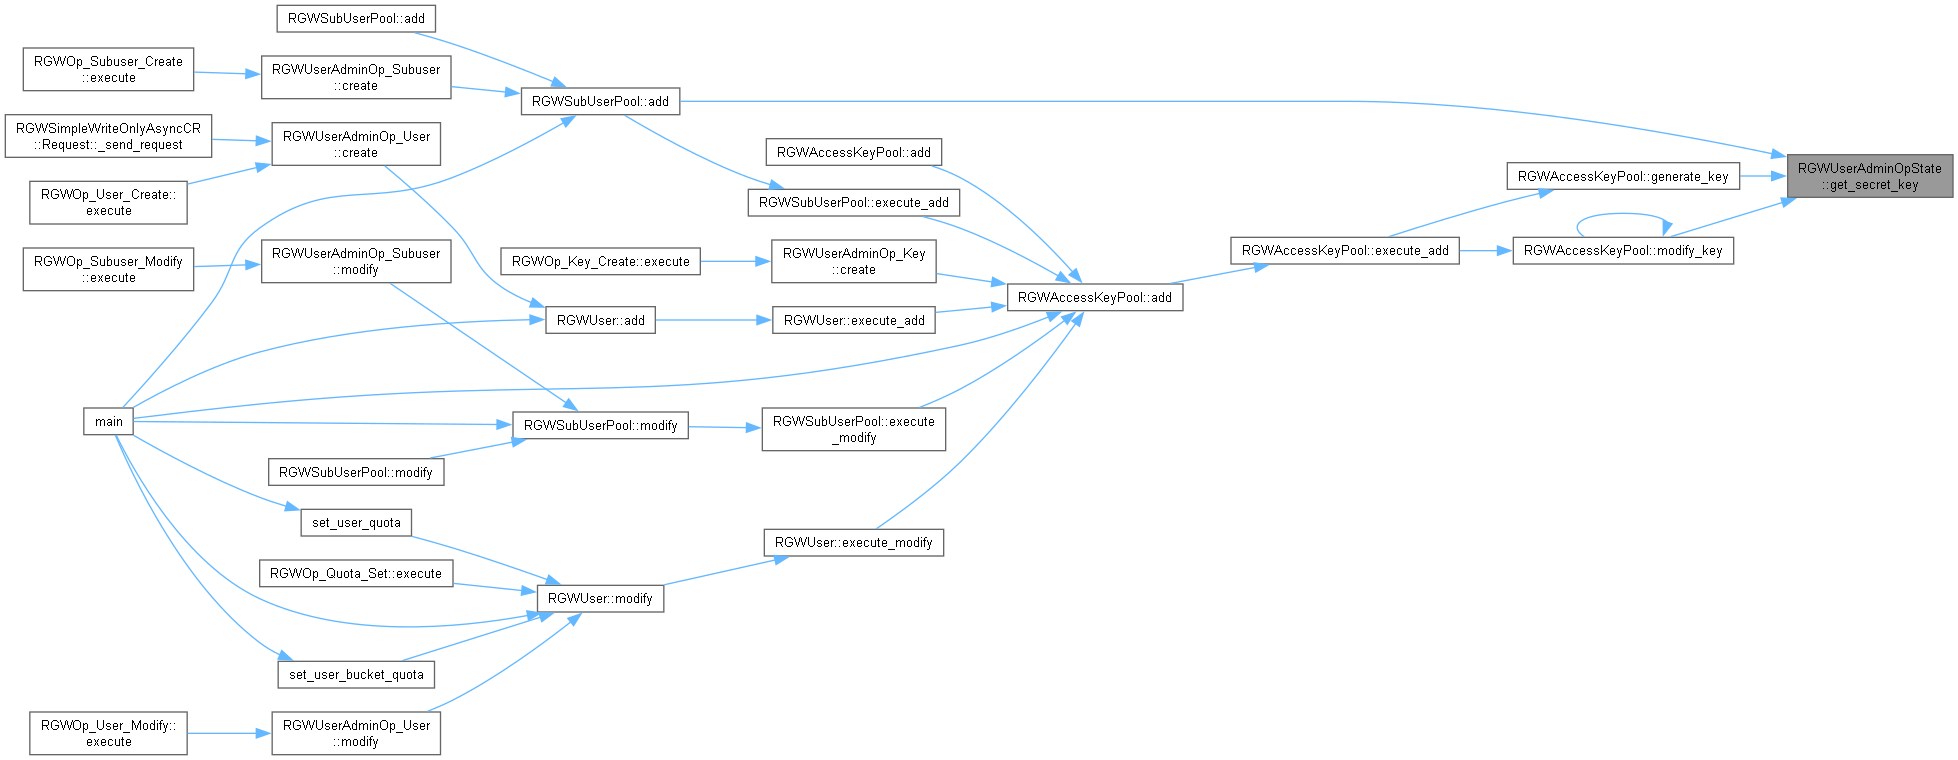 RGWSubUserPool::add
RGWOp_Subuser_Create
::execute
RGWUserAdminOp_Subuser
::create
RGWSubUserPool::add
RGWSimpleWriteOnlyAsyncCR
::Request::_send_request
RGWUserAdminOp_User
::create
RGWAccessKeyPool::add
RGWUserAdminOpState
::get_secret_key
RGWAccessKeyPool::generate_key
RGWOp_User_Create::
execute
RGWSubUserPool::execute_add
RGWOp_Subuser_Modify
::execute
RGWUserAdminOp_Subuser
::modify
RGWOp_Key_Create::execute
RGWUserAdminOp_Key
::create
RGWAccessKeyPool::execute_add
RGWAccessKeyPool::modify_key
RGWAccessKeyPool::add
RGWUser::add
RGWUser::execute_add
main
RGWSubUserPool::modify
RGWSubUserPool::execute
_modify
RGWSubUserPool::modify
set_user_quota
RGWUser::execute_modify
RGWOp_Quota_Set::execute
RGWUser::modify
set_user_bucket_quota
RGWOp_User_Modify::
execute
RGWUserAdminOp_User
::modify